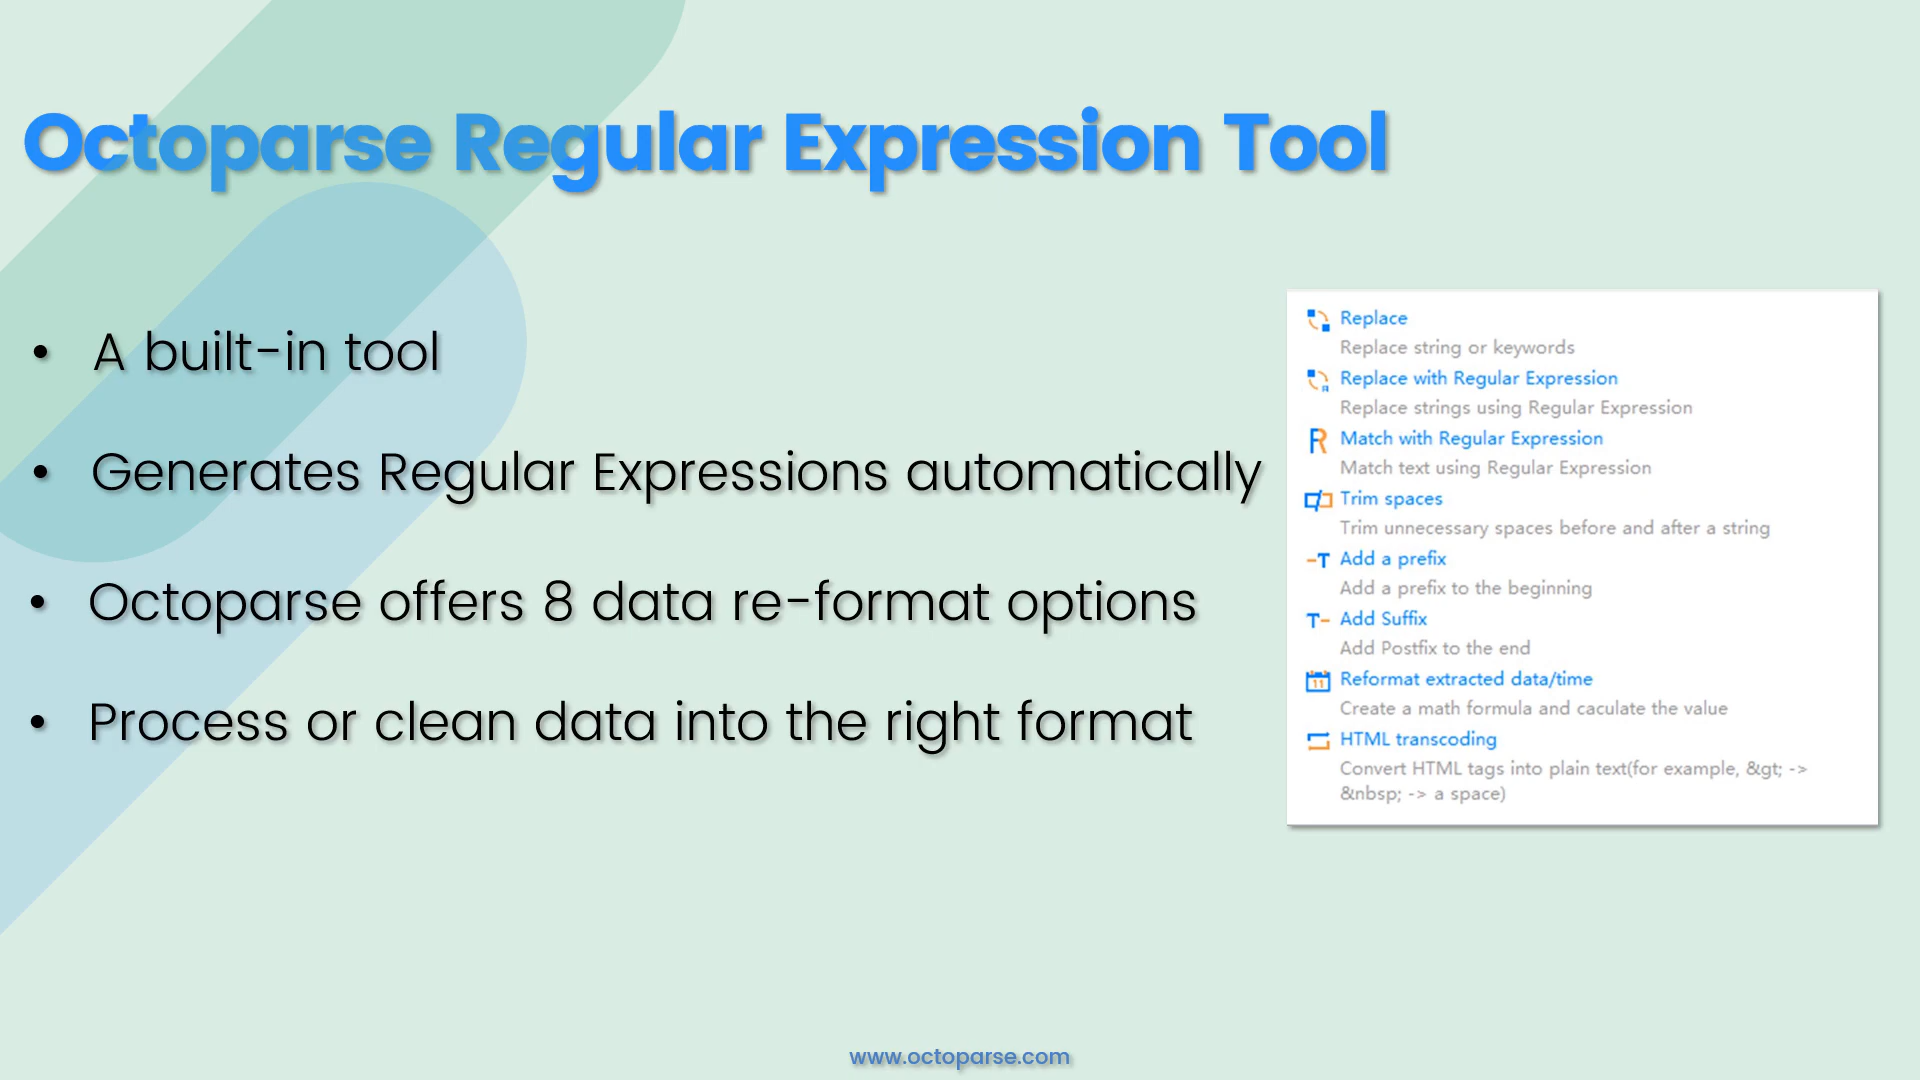 Octoparse Regular Expression Tool
• A built-in tool
• Generates Regular Expressions automatically
• Octoparse offers 8 data re-format options
• Process or clean data into the right format
Replace
Replace string or keywords
Replace with Regular Expression
Replace strings using Regular Expression
Match with Regular Expression
Match text using Regular Expression
Trim spaces
Trim unnecessary spaces before and after a string
Add a prefix
Add a prefix to the beginning
Add Suffix
Add Postfix to the end
Reformat extracted data/time
Create a math formula and caculate the value
HTML transcoding
Convert HTML tags into plain text(for example, &gt; ->
&nbsp; -> a space)
www.octoparse.com